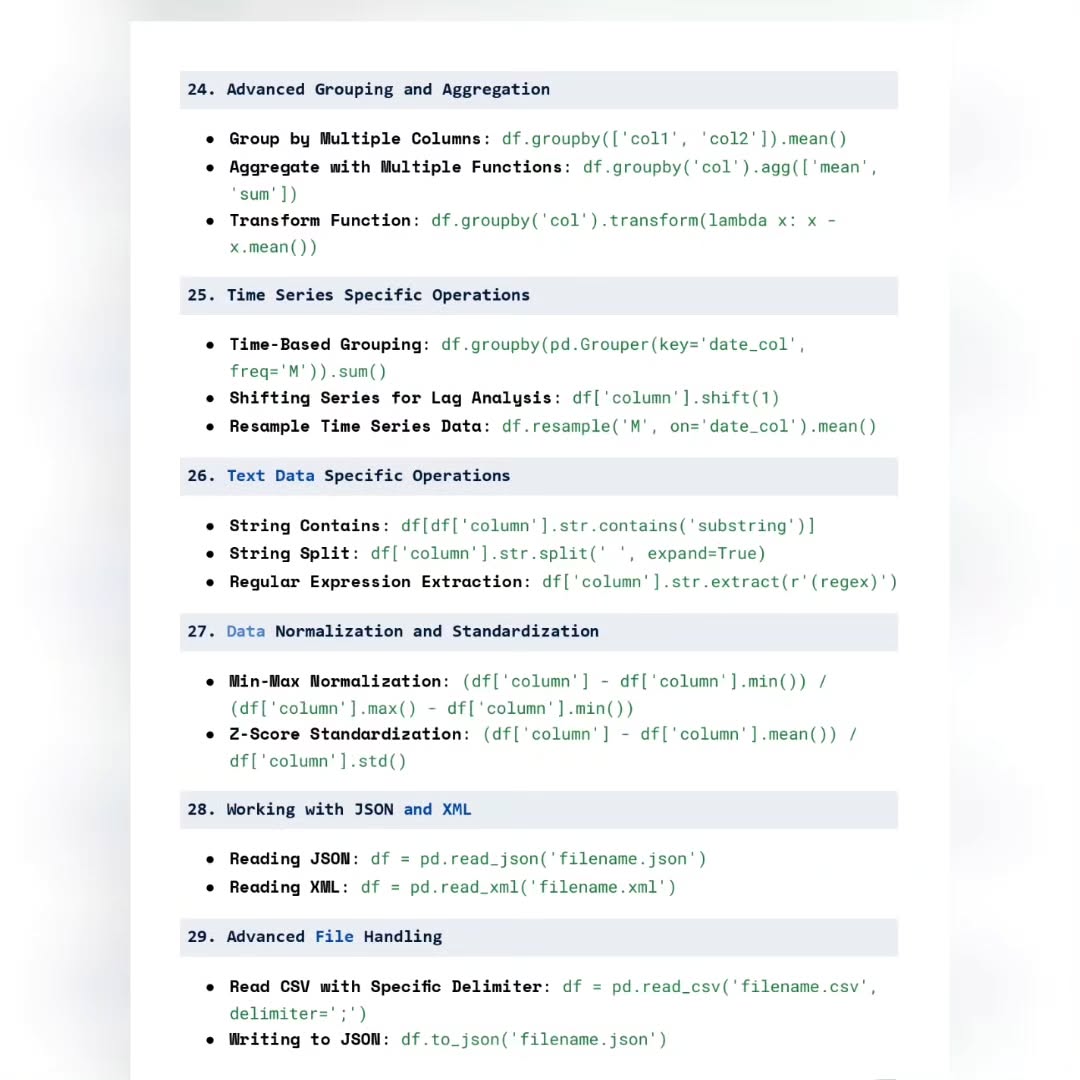 24. Advanced Grouping and Aggregation
● Group by Multiple Columns: df.groupby(['col1', 'col2']).mean()
● Aggregate with Multiple Functions: df.groupby('col').agg(['mean',
'sum'])
● Transform Function: df.groupby('col').transform(lambda x: x -
x.mean())
25. Time Series Specific Operations
● Time-Based Grouping: df.groupby(pd.Grouper(key='date_col',
freq='M')).sum()
● Shifting Series for Lag Analysis: df['column'].shift(1)
● Resample Time Series Data: df.resample('M', on='date_col').mean()
26. Text Data Specific Operations
● String Contains: df[df['column'].str.contains('substring')]
● String Split: df['column'].str.split(' ', expand=True)
● Regular Expression Extraction: df['column'].str.extract(r'(regex)')
27. Data Normalization and Standardization
● Min-Max Normalization: (df['column'] - df['column'].min()) /
(df['column'].max() - df['column'].min())
● Z-Score Standardization: (df['column'] - df['column'].mean()) /
df['column'].std()
28. Working with JSON and XML
● Reading JSON: df = pd.read_json('filename.json')
● Reading XML: df = pd.read_xml('filename.xml')
29. Advanced File Handling
● Read CSV with Specific Delimiter: df = pd.read_csv('filename.csv',
delimiter=';')
● Writing to JSON: df.to_json('filename.json')